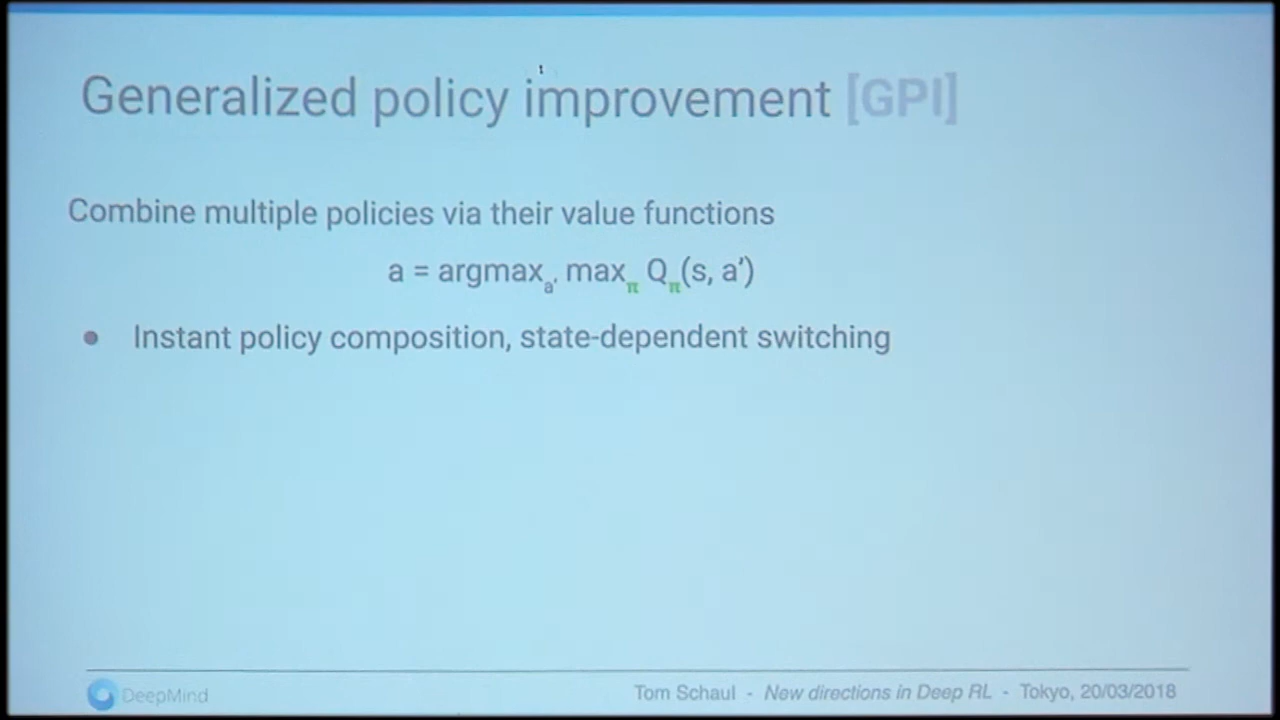 Generalized policy improvement [GPI]
Combine multiple policies via their value functions
a = argmaxₐ' max_π Q_π(s, a')
● Instant policy composition, state-dependent switching
DeepMind
Tom Schaul - New directions in Deep RL - Tokyo, 20/03/2018